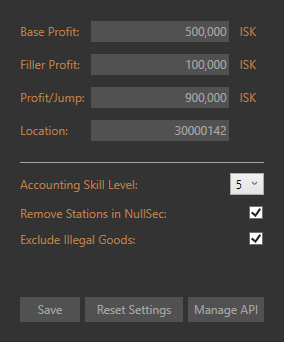 Base Profit: 500,000 ISK
Filler Profit: 100,000 ISK
Profit/Jump: 900,000 ISK
Location: 30000142
Accounting Skill Level: 5
Remove Stations in NullSec:
Exclude Illegal Goods:
Save Reset Settings Manage API